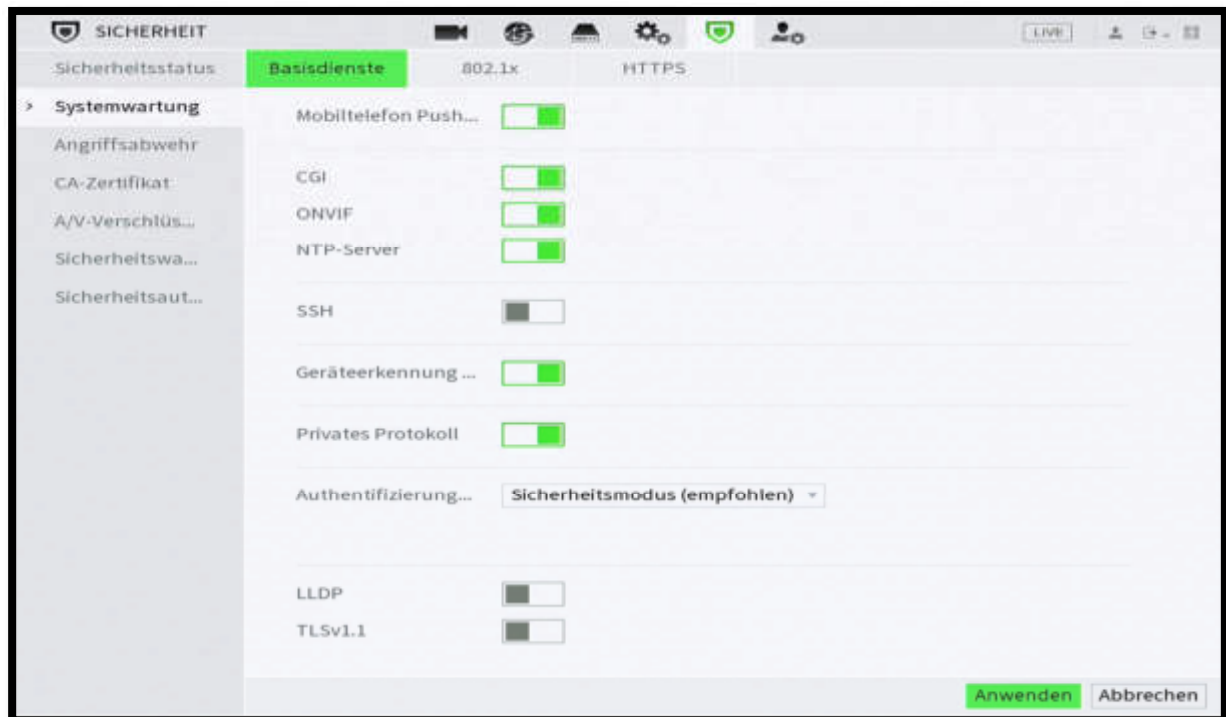 SICHERHEIT
LIVE
Sicherheitsstatus
Basisdienste
802.1x
HTTPS
Systemwartung
Angriffsabwehr
CA-Zertifikat
A/V-Verschlüs...
Sicherheitswa...
Sicherheitsaut...
Mobiltelefon Push...
CGI
ONVIF
NTP-Server
SSH
Geräteerkennung ...
Privates Protokoll
Authentifizierung...
Sicherheitsmodus (empfohlen)
LLDP
TLSv1.1
Anwenden
Abbrechen